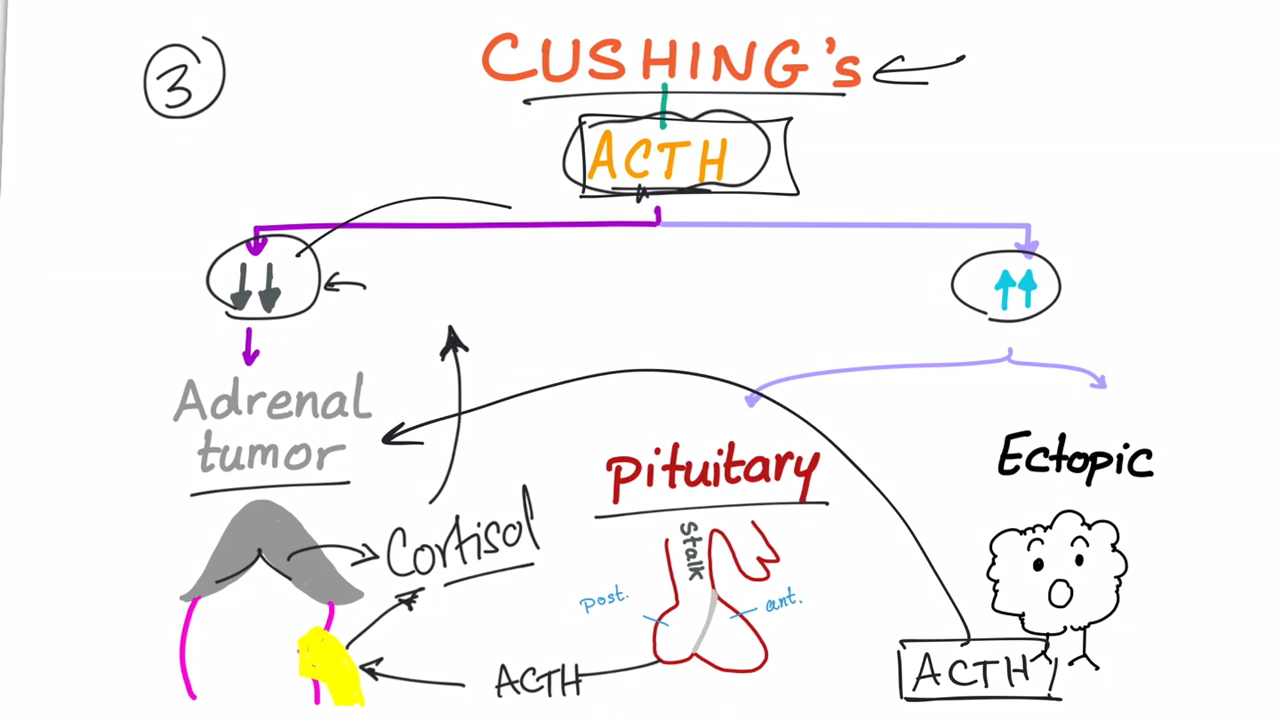 3
CUSHING's
ACTH
Adrenal
tumor
Pituitary
Ectopic
Stalk
Cortisol
post.
ant.
ACTH
ACTH